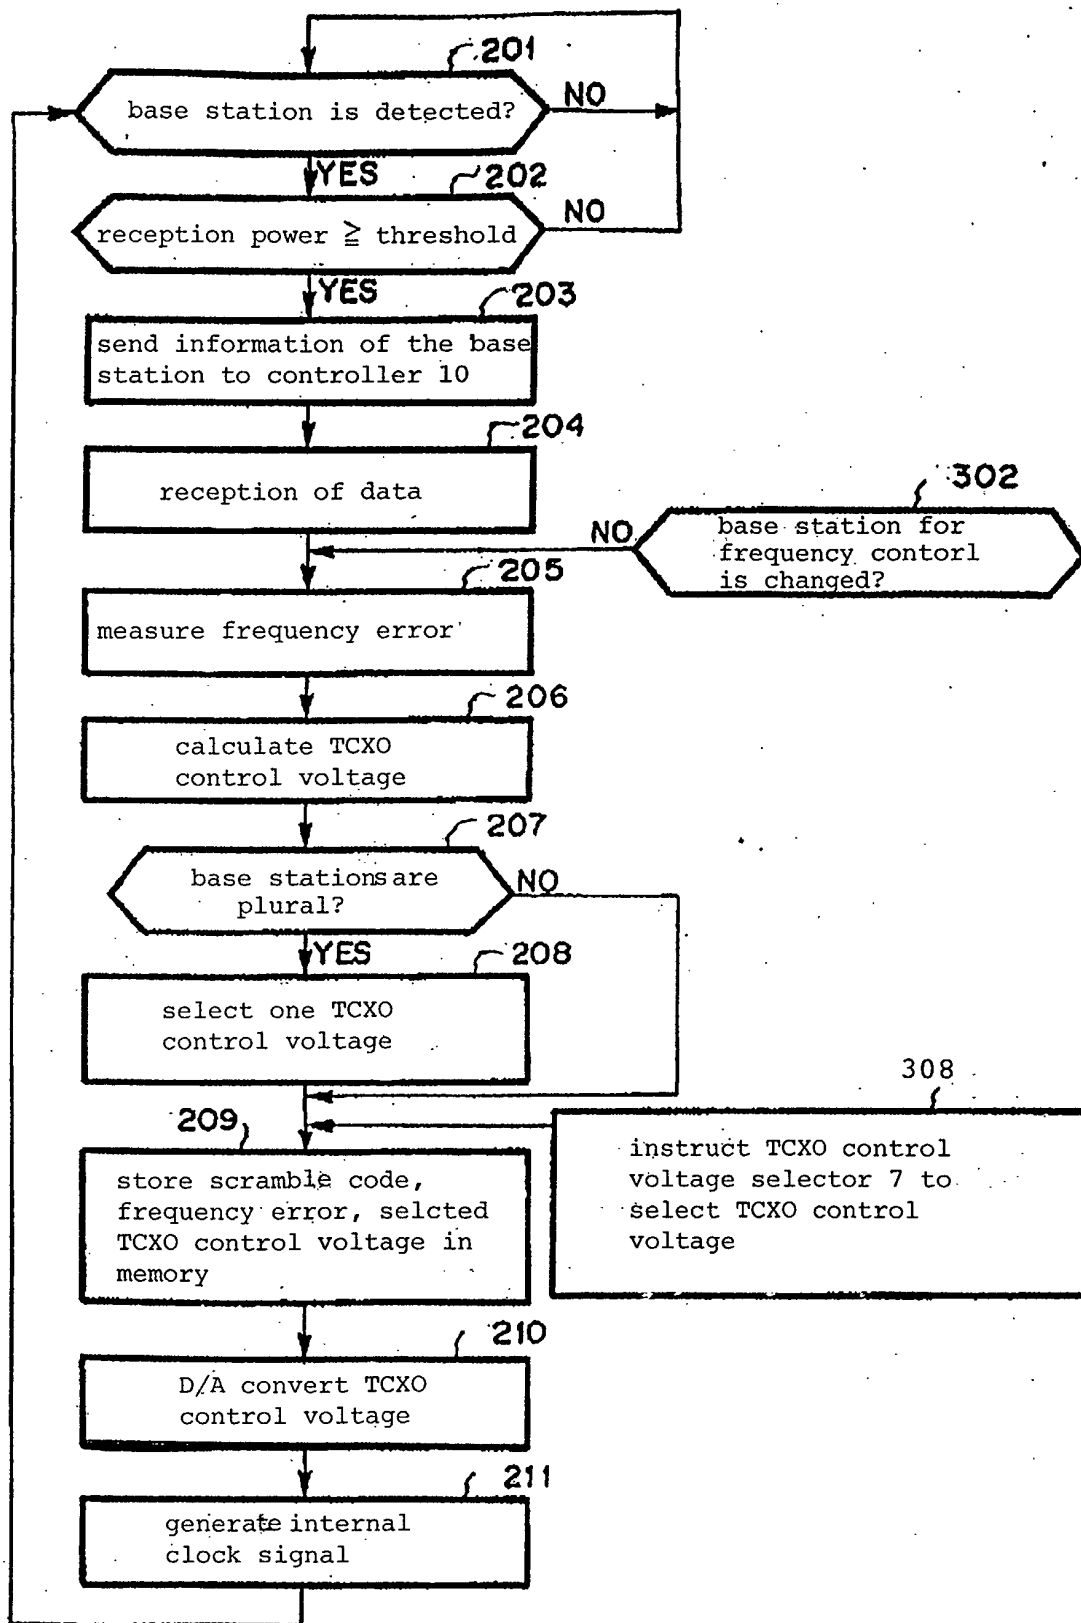 201
base station is detected?
NO
YES
202
reception power ≧ threshold
NO
YES
203
send information of the base
station to controller 10
204
reception of data
302
base station for
frequency contorl
is changed?
NO
205
measure frequency error
206
calculate TCXO
control voltage
207
base stations are
plural?
NO
YES
208
select one TCXO
control voltage
308
instruct TCXO control
voltage selector 7 to
select TCXO control
voltage
209
store scramble code,
frequency error, selcted
TCXO control voltage in
memory
210
D/A convert TCXO
control voltage
211
generate internal
clock signal